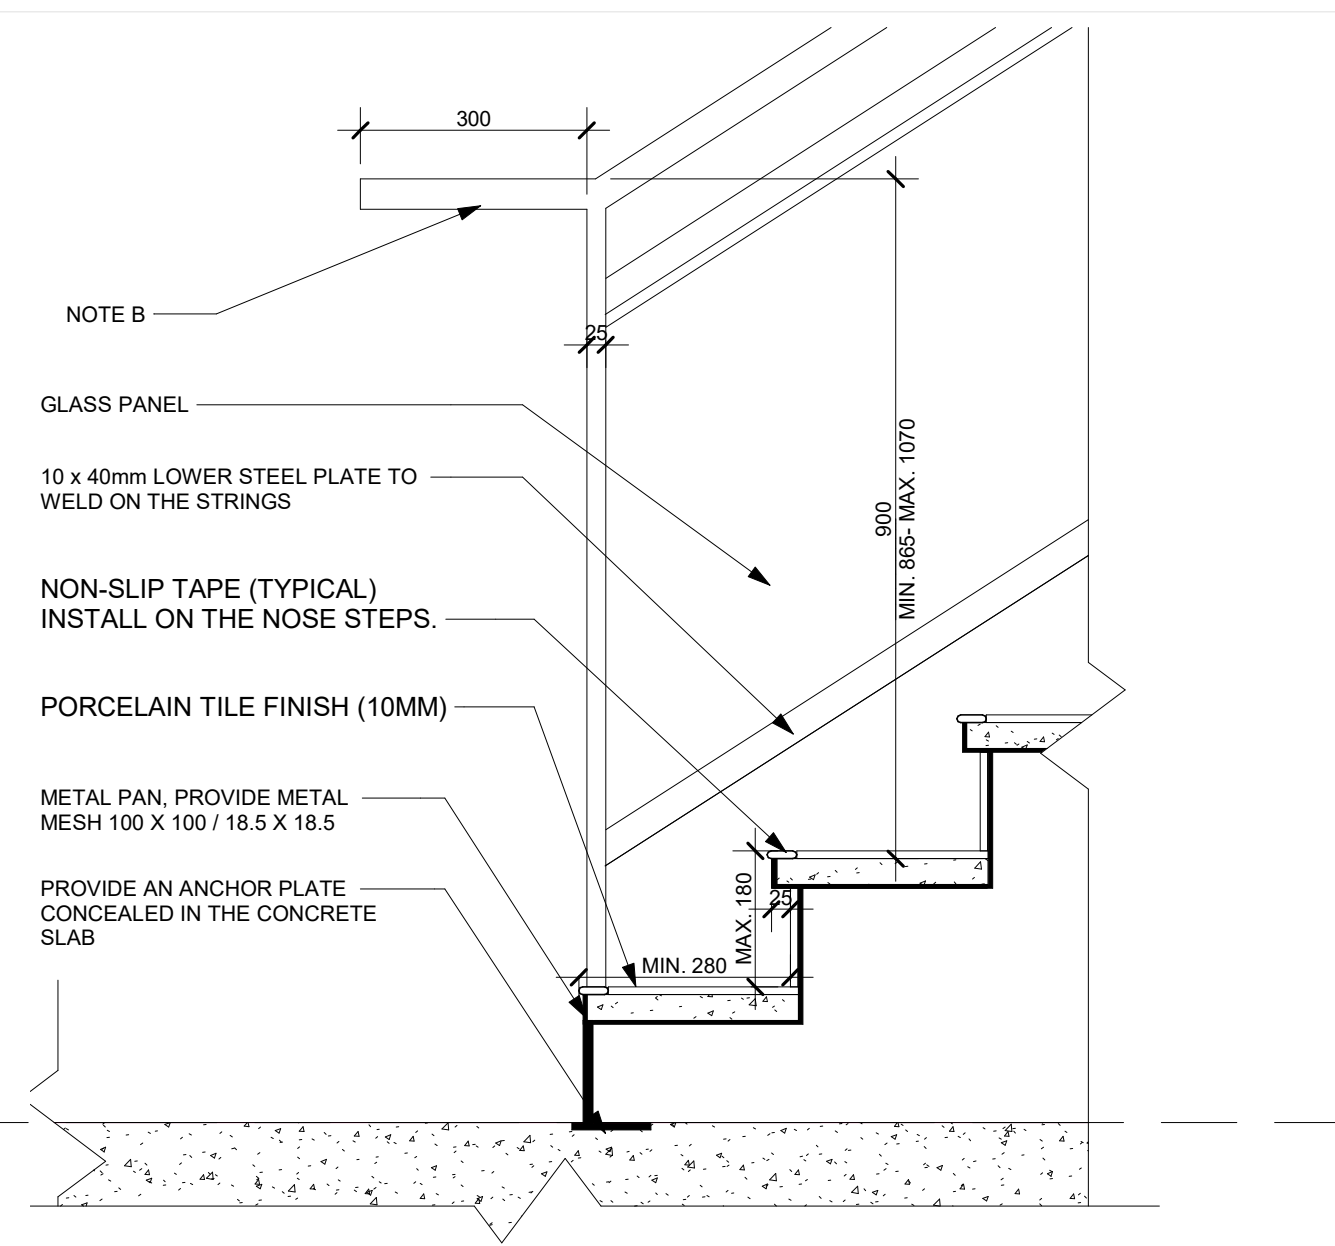 300
NOTE B
25
GLASS PANEL
10 x 40mm LOWER STEEL PLATE TO
WELD ON THE STRINGS
900
MIN. 865- MAX. 1070
NON-SLIP TAPE (TYPICAL)
INSTALL ON THE NOSE STEPS.
PORCELAIN TILE FINISH (10MM)
METAL PAN, PROVIDE METAL
MESH 100 X 100 / 18.5 X 18.5
PROVIDE AN ANCHOR PLATE
CONCEALED IN THE CONCRETE
SLAB
MAX. 180
25
MIN. 280